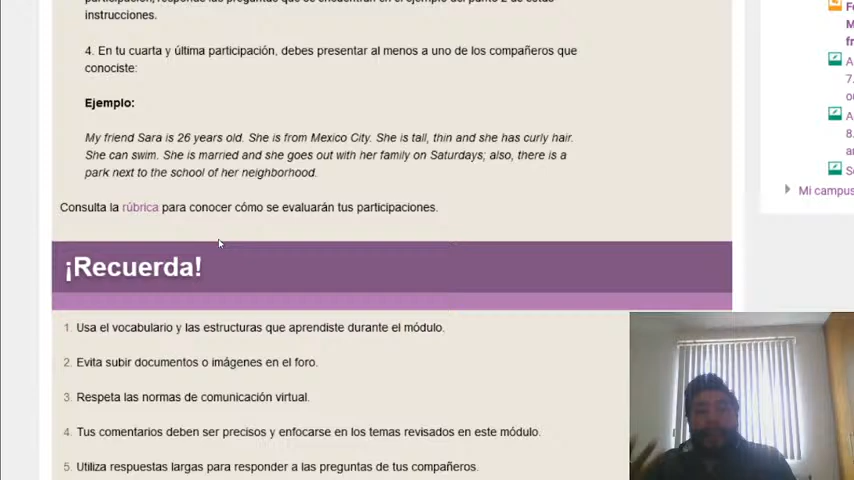 participación, responde las preguntas que se encuentran en el ejemplo del punto 2 de estas
instrucciones.
4. En tu cuarta y última participación, debes presentar al menos a uno de los compañeros que
conociste:
Ejemplo:
My friend Sara is 26 years old. She is from Mexico City. She is tall, thin and she has curly hair.
She can swim. She is married and she goes out with her family on Saturdays; also, there is a
park next to the school of her neighborhood.
Consulta la rúbrica para conocer cómo se evaluarán tus participaciones.
¡Recuerda!
1. Usa el vocabulario y las estructuras que aprendiste durante el módulo.
2. Evita subir documentos o imágenes en el foro.
3. Respeta las normas de comunicación virtual.
4. Tus comentarios deben ser precisos y enfocarse en los temas revisados en este módulo.
5. Utiliza respuestas largas para responder a las preguntas de tus compañeros.
Mi campus